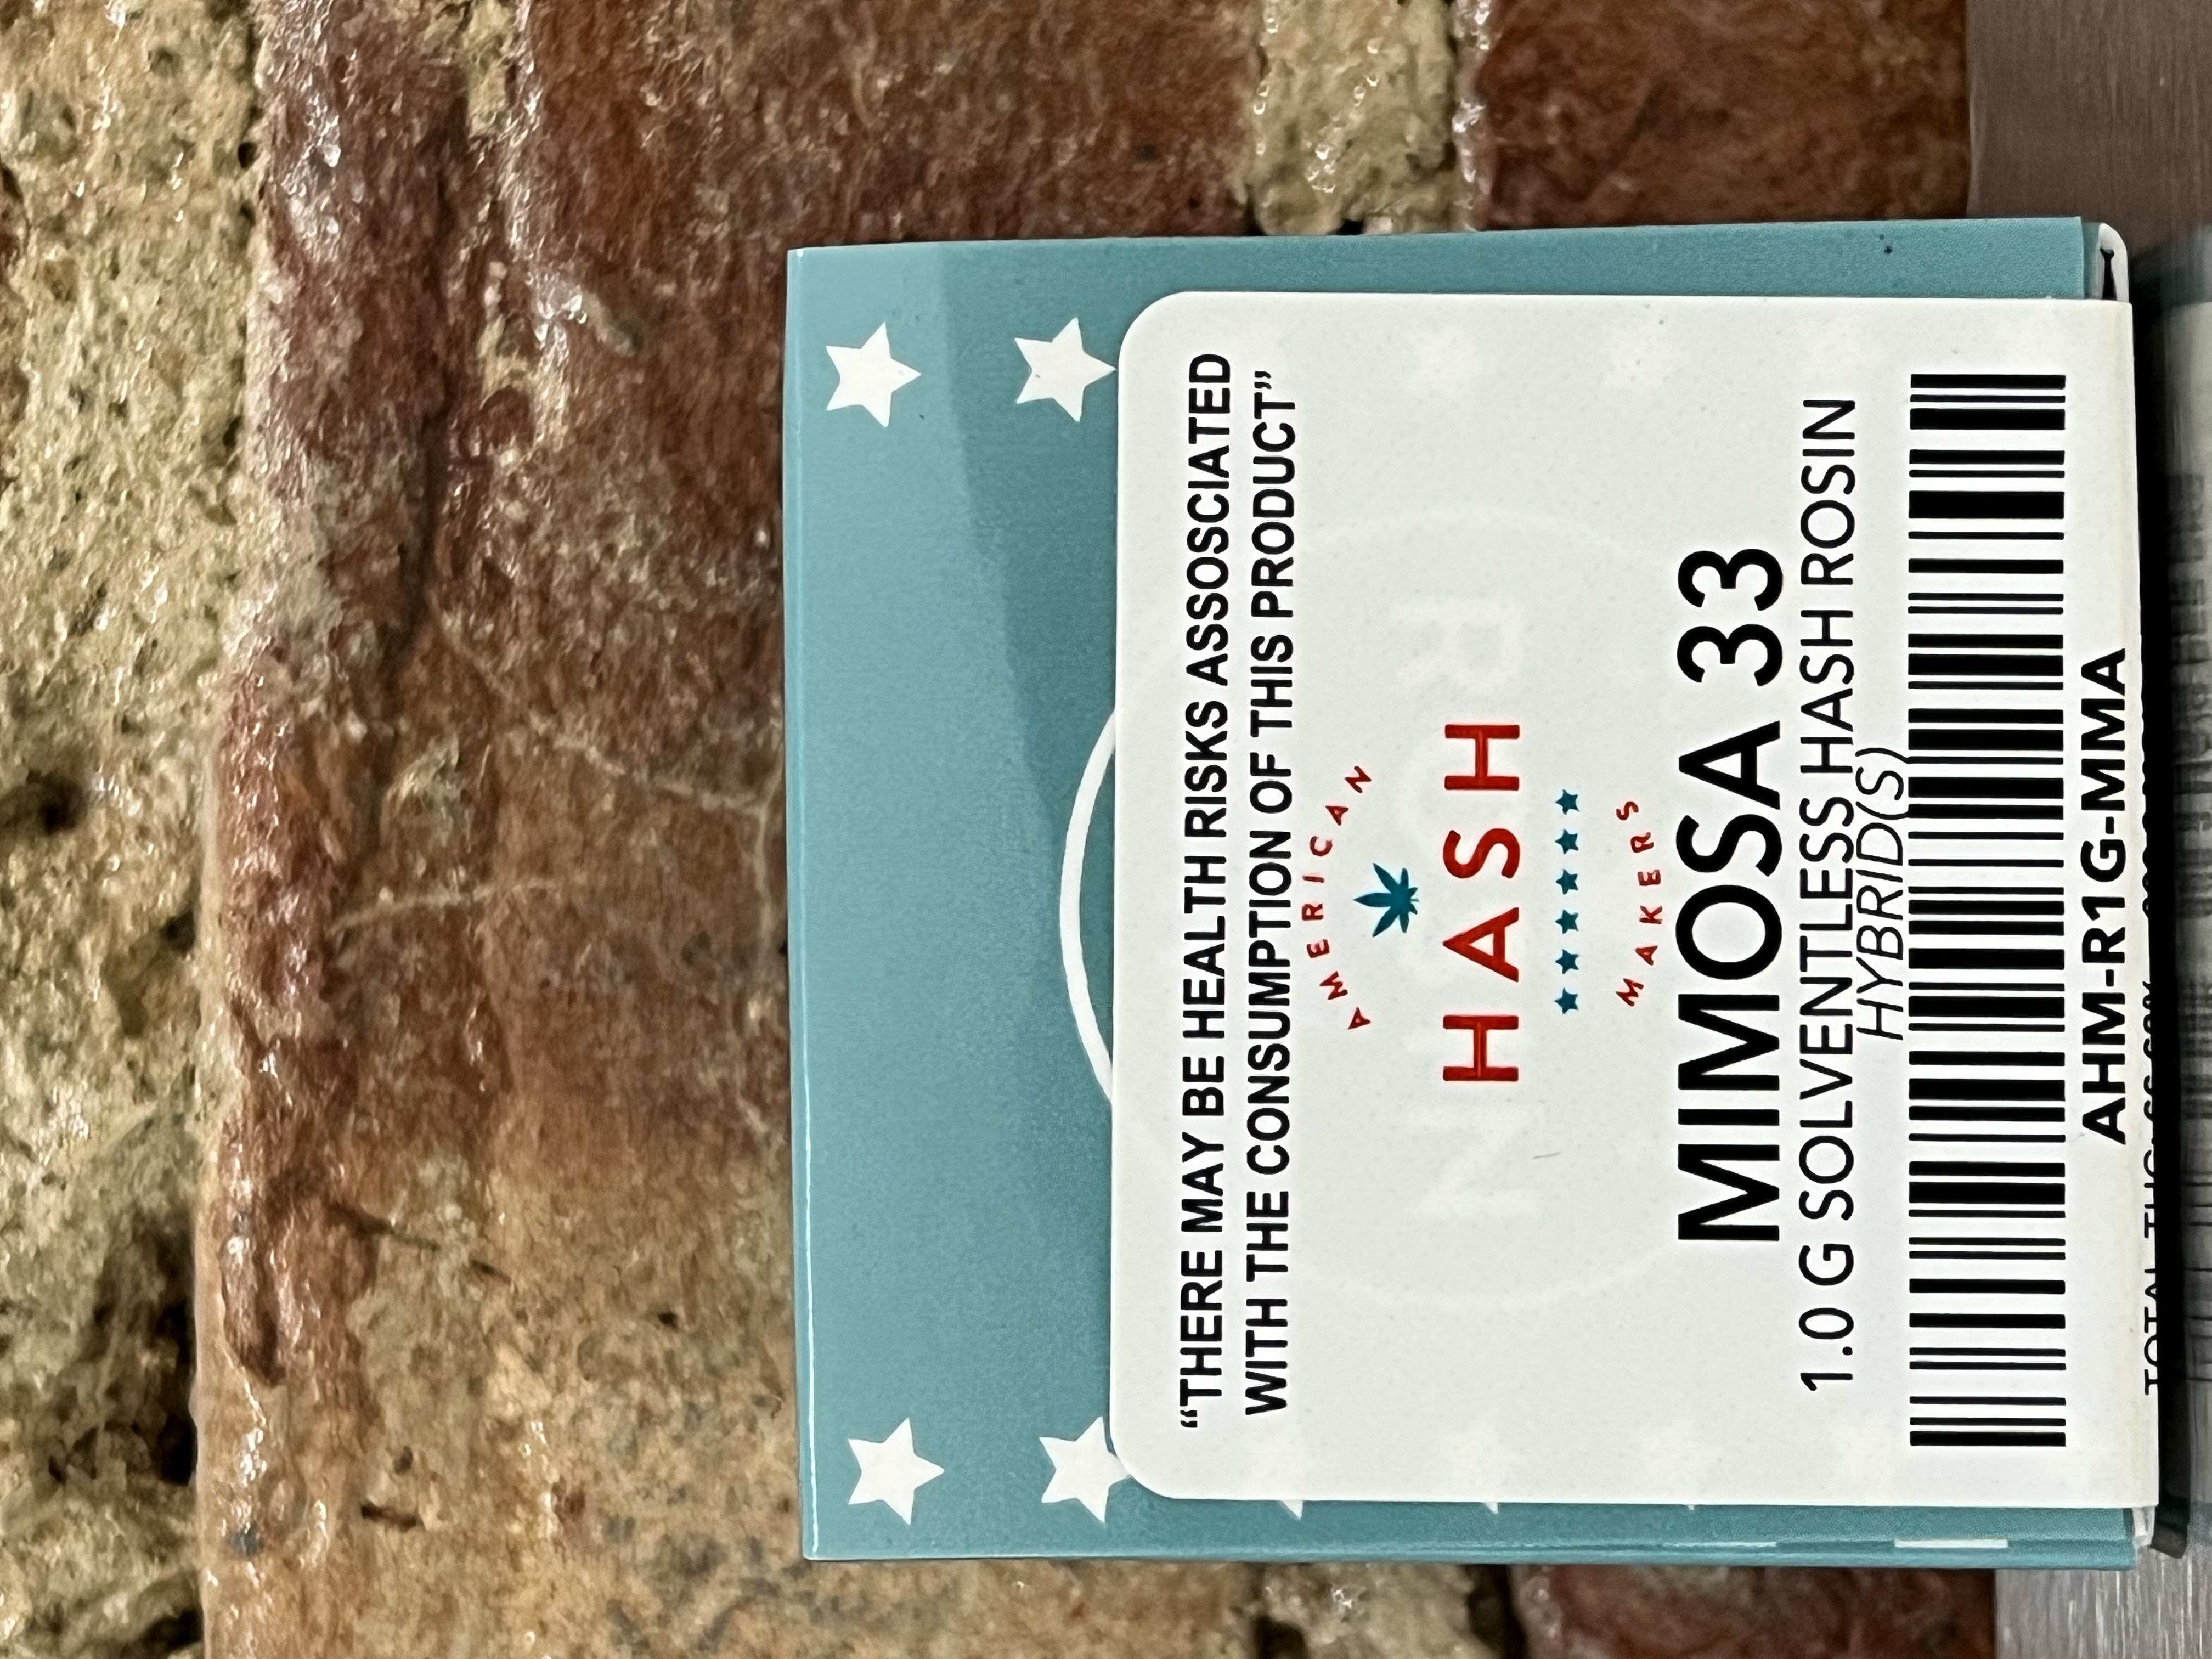 “THERE MAY BE HEALTH RISKS ASSOSCIATED
WITH THE CONSUMPTION OF THIS PRODUCT”
AMERICAN
HASH
MAKERS
MIMOSA 33
1.0 G SOLVENTLESS HASH ROSIN
HYBRID(S)
AHM-R1G-MMA